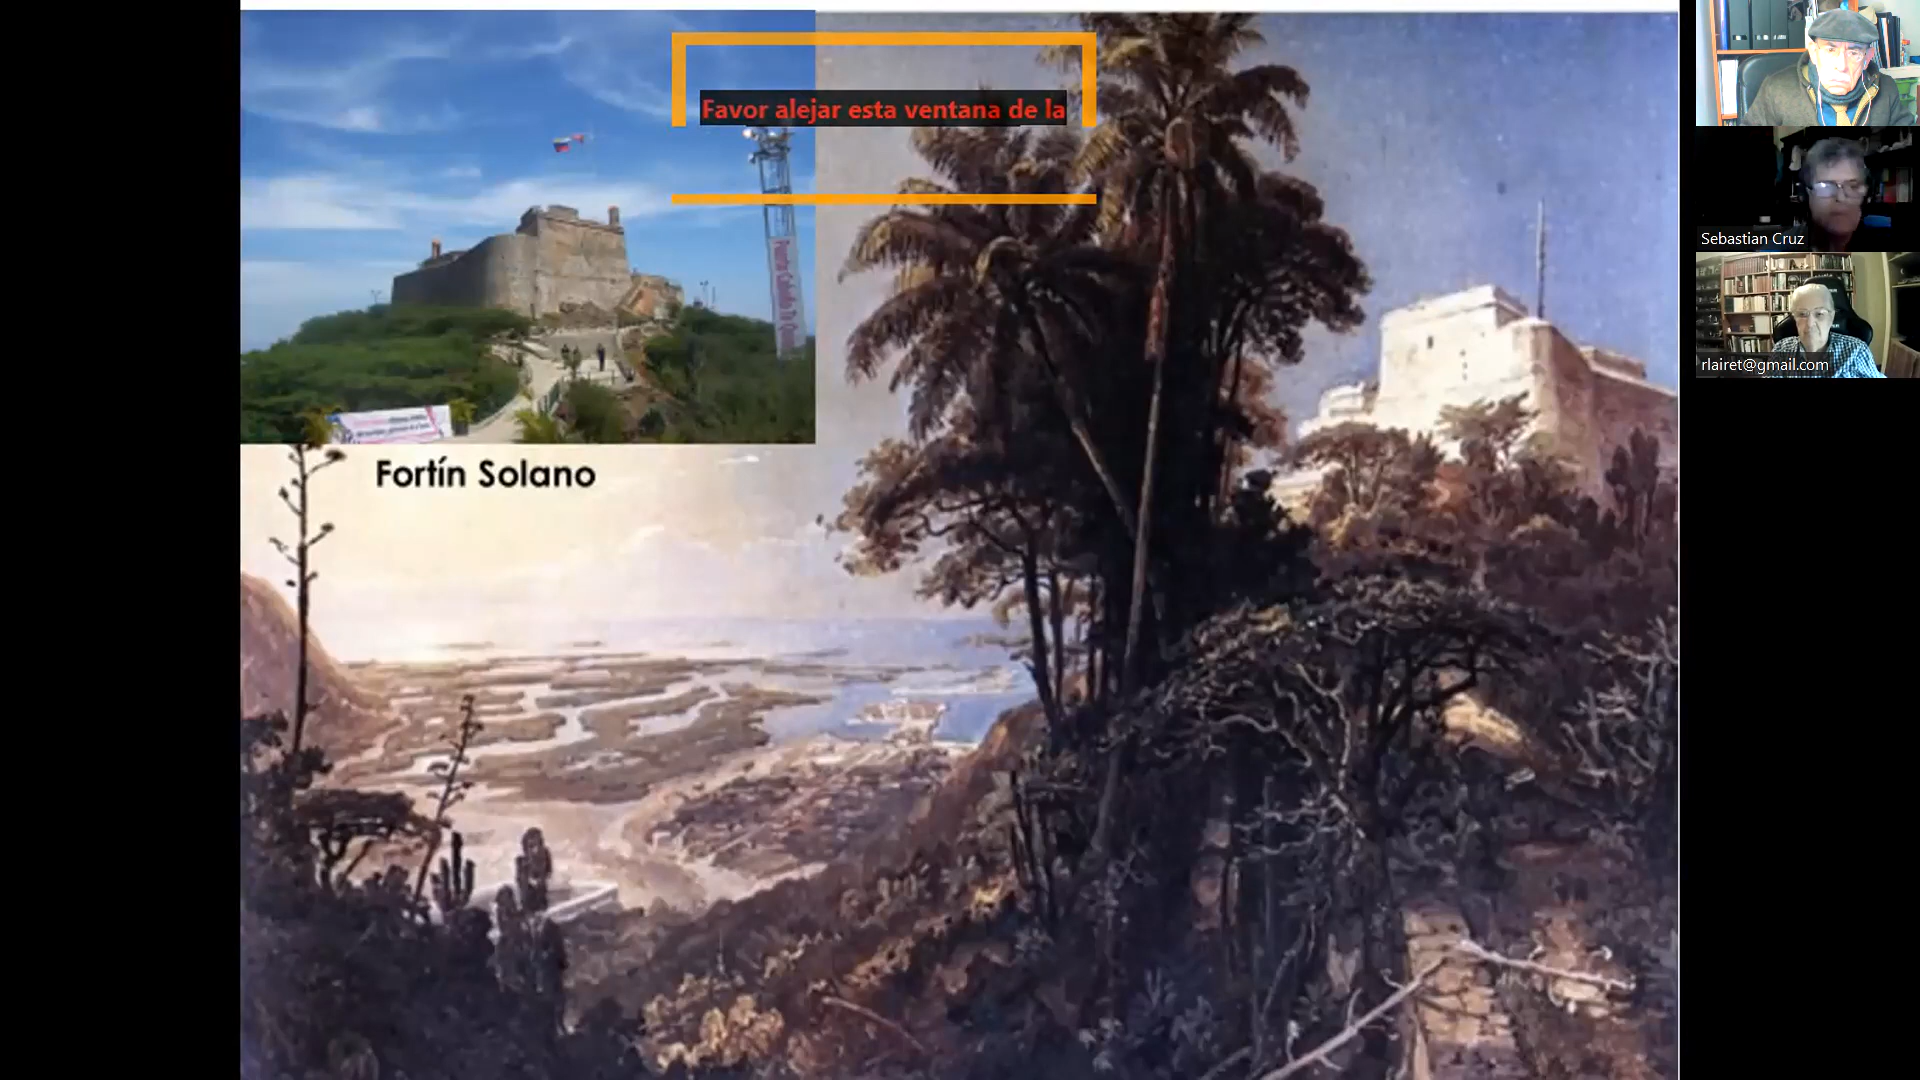 Favor alejar esta ventana de la
Fortín Solano
Sebastian Cruz
rlairet@gmail.com